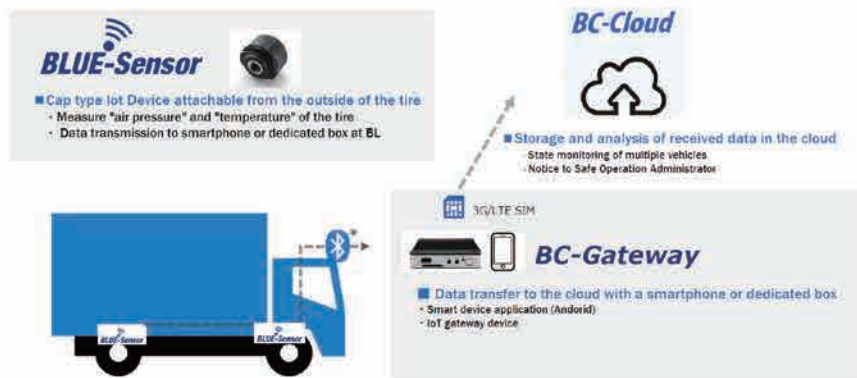 BLUE-Sensor
■Cap type Iot Device attachable from the outside of the tire
- Measure "air pressure" and "temperature" of the tire
- Data transmission to smartphone or dedicated box at BL
BC-Cloud
■Storage and analysis of received data in the cloud
-State monitoring of multiple vehicles
-Notice to Safe Operation Administrator
3G/LTE SIM
BC-Gateway
■ Data transfer to the cloud with a smartphone or dedicated box
・Smart device application (Andorid)
・IoT gateway device
*
BLUE-Sensor
BLUE-Sensor